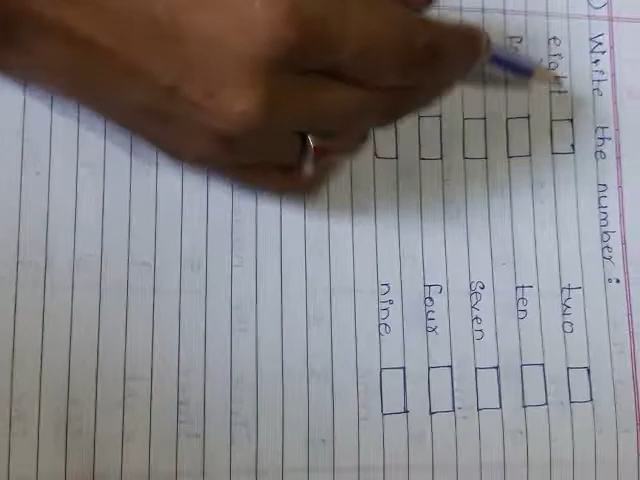 ) Write the number:
eight two
ten
seven
four
nine